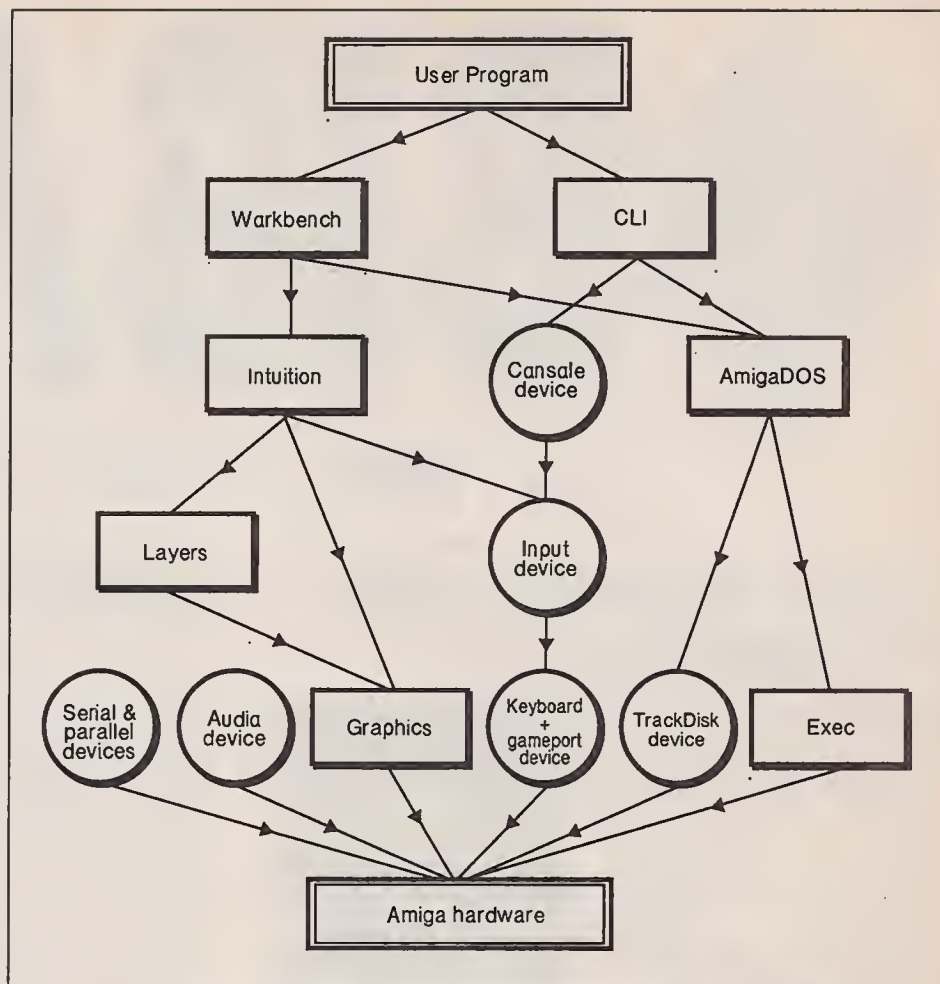 User Program
Warkbench
CLI
Intuition
Cansale
device
AmigaDOS
Layers
Input
device
Serial &
parallel
devices
Audia
device
Graphics
Keyboard
+
gameport
device
TrackDisk
device
Exec
Amiga hardware